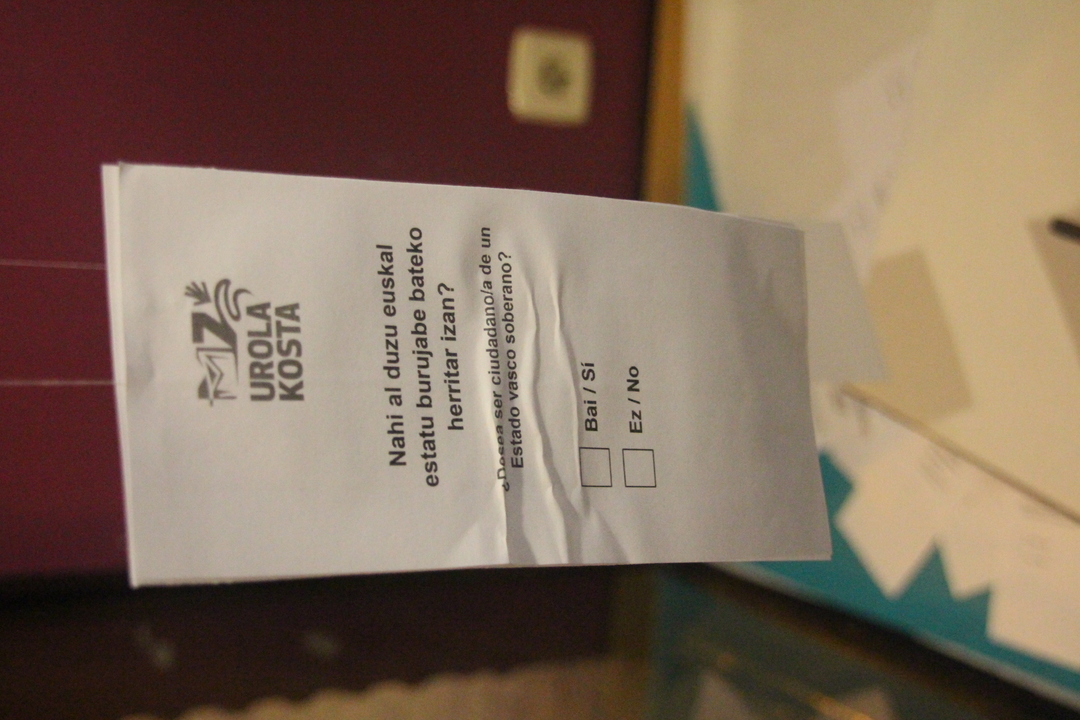 UROLA
KOSTA
Nahi al duzu euskal
estatu burujabe bateko
herritar izan?
¿Desea ser ciudadano/a de un
Estado vasco soberano?
Bai / Sí
Ez / No